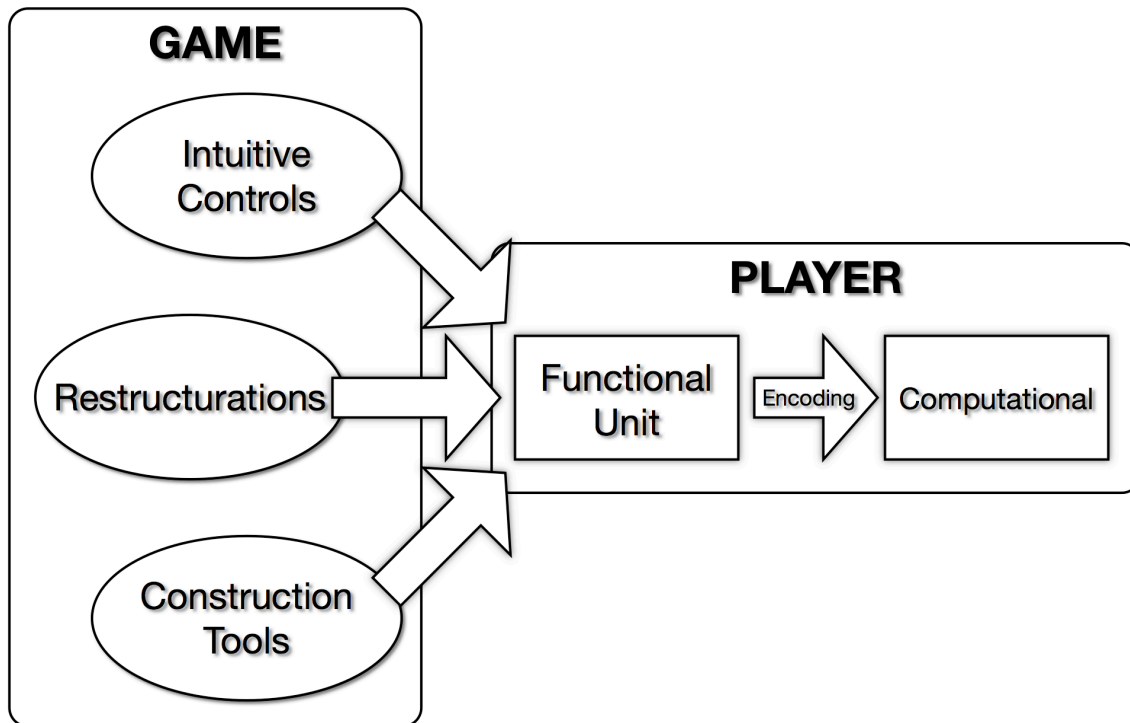 GAME
Intuitive
Controls
Restructurations
Construction
Tools
PLAYER
Functional
Unit
Encoding
Computational